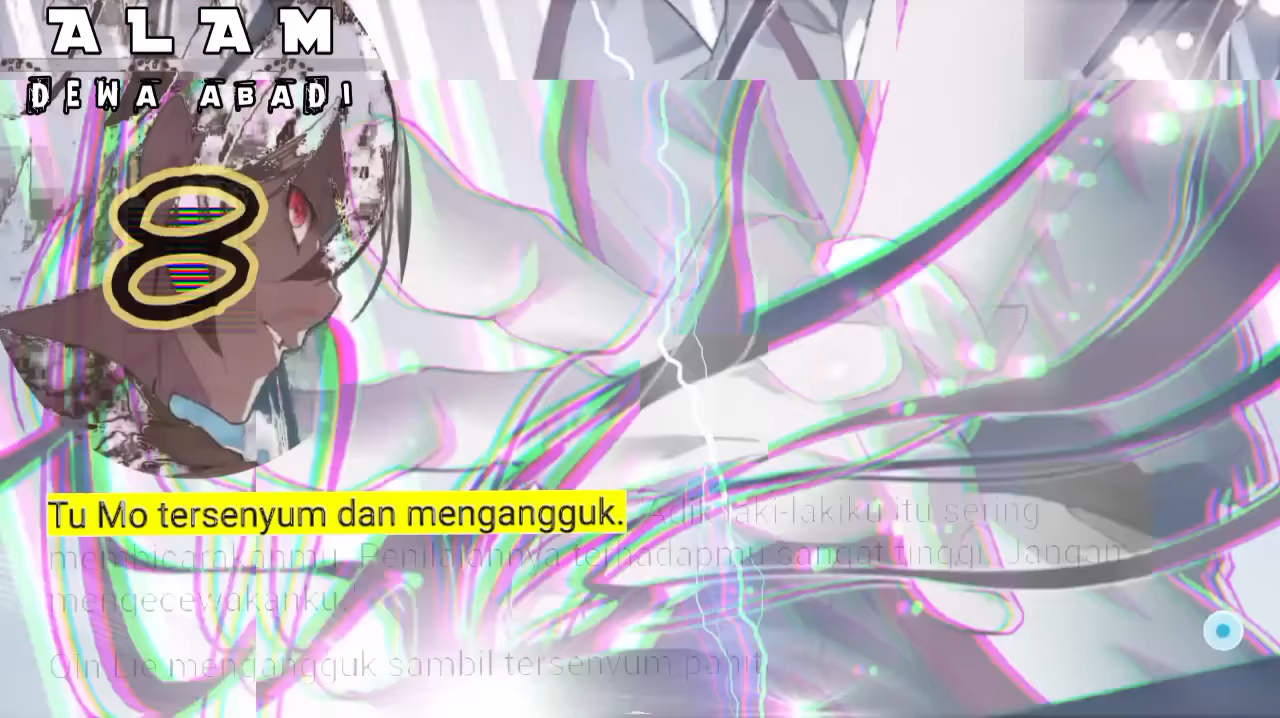 ALAM
DEWA ABADI
8
Tu Mo tersenyum dan mengangguk. "Adik laki-lakiku itu sering
membicarakanmu. Penilaiannya terhadapmu sangat tinggi. Jangan
mengecewakanku."
Qin Lie mengangguk sambil tersenyum pahit.